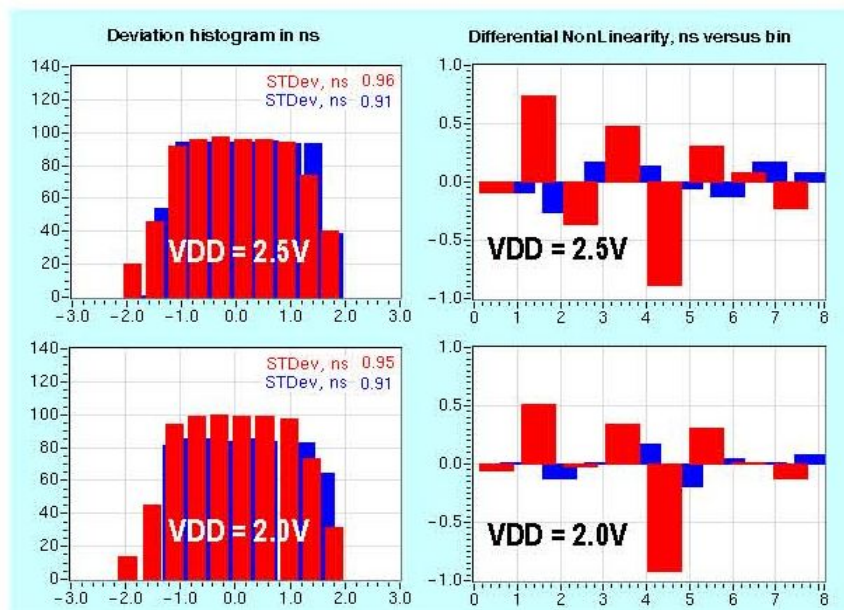 Deviation histogram in ns
Differential NonLinearity, ns versus bin
140
120
100
80
60
40
20
0
STDev, ns 0.96
STDev, ns 0.91
VDD = 2.5V
-3.0 -2.0 -1.0 0.0 1.0 2.0 3.0
1.0
0.5
0.0
-0.5
-1.0
VDD = 2.5V
0 1 2 3 4 5 6 7 8
140
120
100
80
60
40
20
0
STDev, ns 0.95
STDev, ns 0.91
VDD = 2.0V
-3.0 -2.0 -1.0 0.0 1.0 2.0 3.0
1.0
0.5
0.0
-0.5
-1.0
VDD = 2.0V
0 1 2 3 4 5 6 7 8